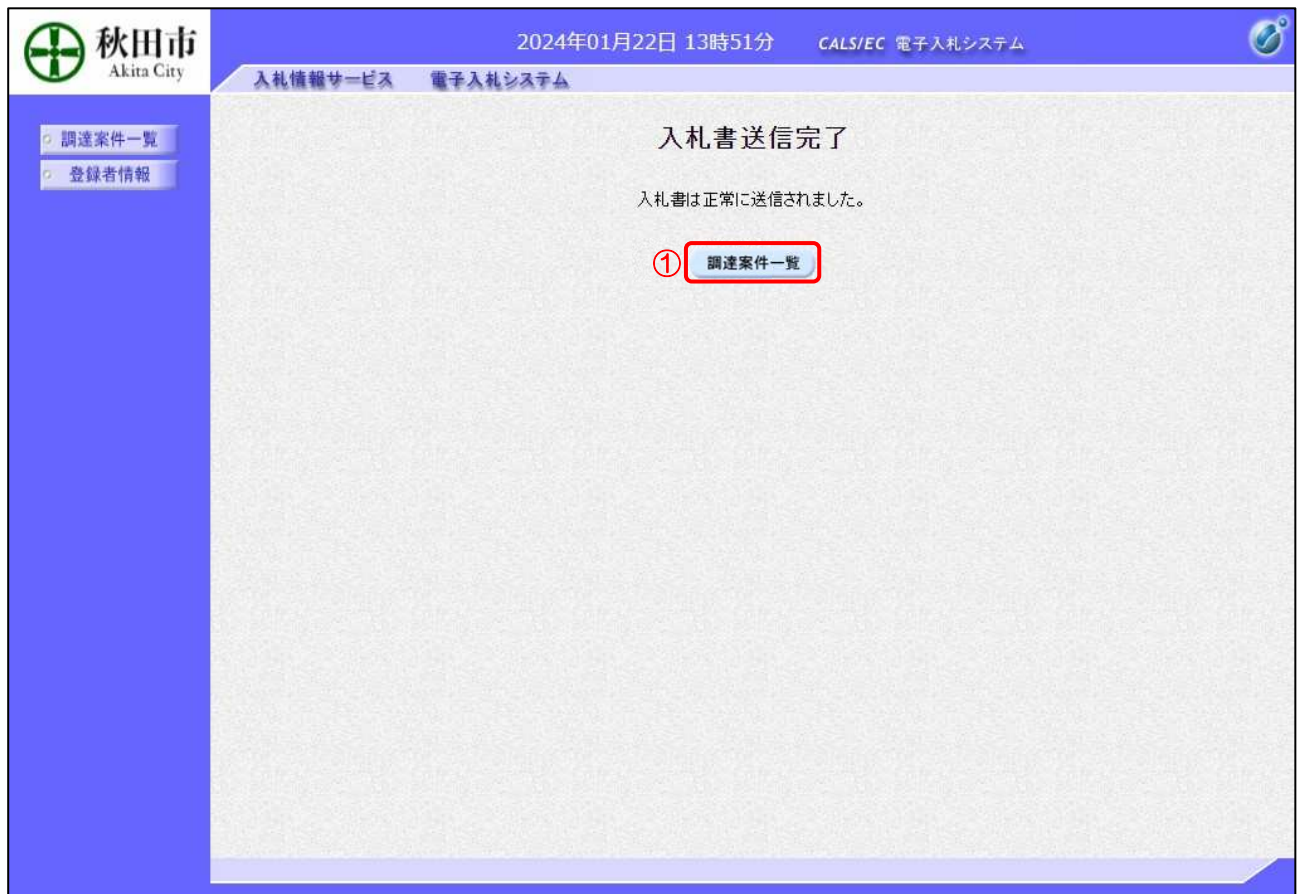 秋田市
Akita City
2024年01月22日 13時51分 CALS/EC 電子入札システム
入札情報サービス 電子入札システム
調達案件一覧
登録者情報
入札書送信完了
入札書は正常に送信されました。
① 調達案件一覧